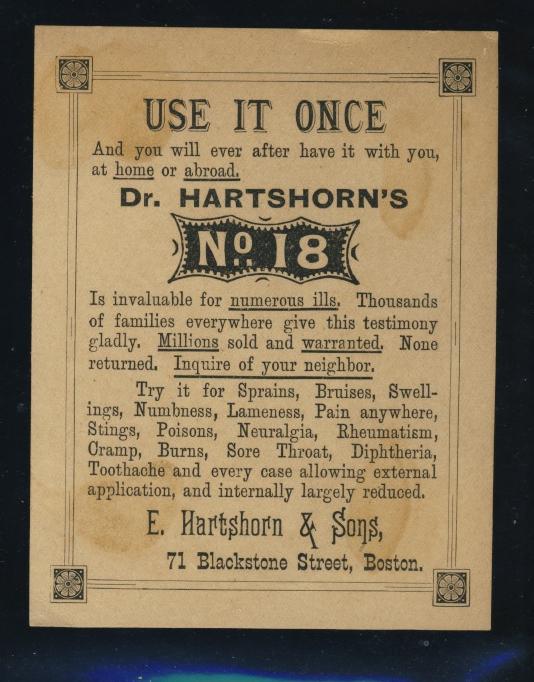 USE IT ONCE
And you will ever after have it with you,
at home or abroad.
Dr. HARTSHORN'S
No. 18
Is invaluable for numerous ills. Thousands
of families everywhere give this testimony
gladly. Millions sold and warranted. None
returned. Inquire of your neighbor.
Try it for Sprains, Bruises, Swell-
ings, Numbness, Lameness, Pain anywhere,
Stings, Poisons, Neuralgia, Rheumatism,
Cramp, Burns, Sore Throat, Diphtheria,
Toothache and every case allowing external
application, and internally largely reduced.
E. Hartshorn & Sons,
71 Blackstone Street, Boston.